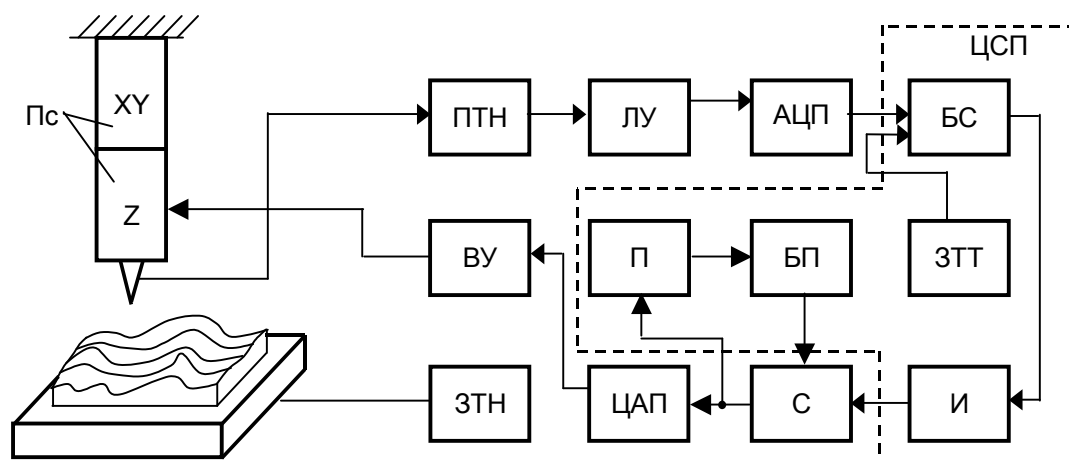 ЦСП
XY
Пс
ПТН
ЛУ
АЦП
БС
Z
ВУ
П
БП
ЗТТ
ЗТН
ЦАП
С
И